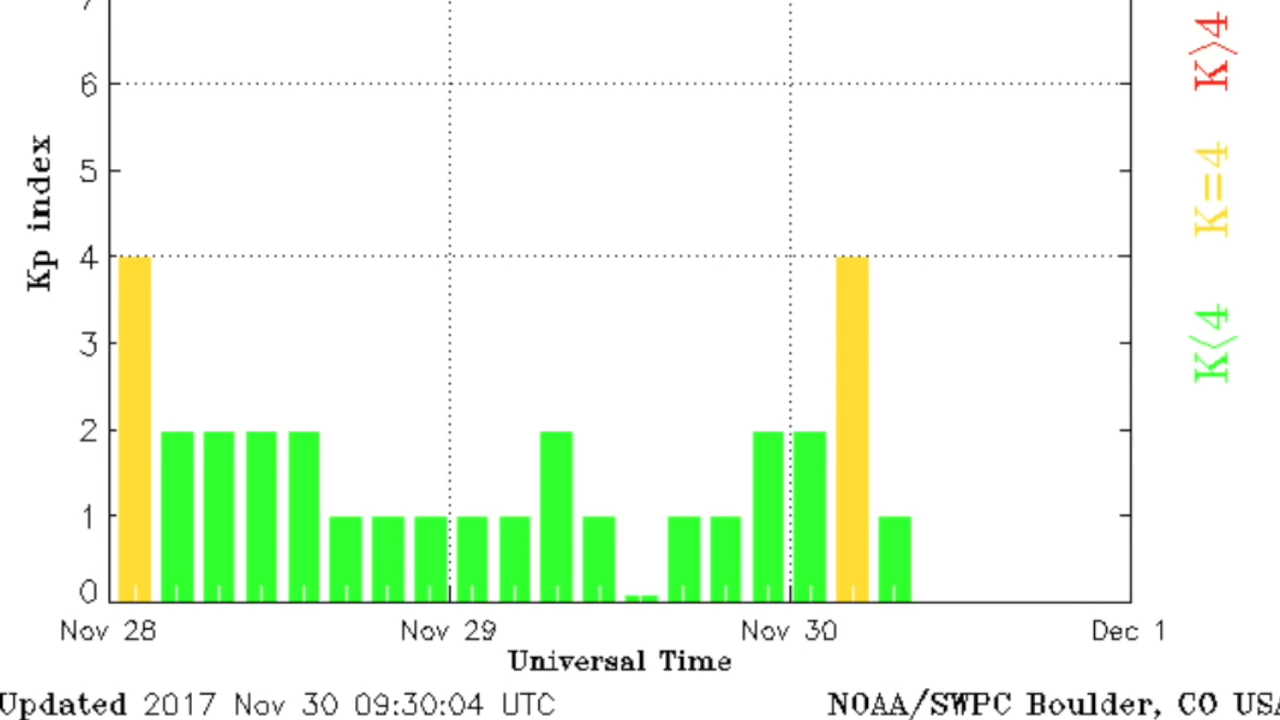 7
6
5
4
3
2
1
0
Kp index
K>4
K=4
K<4
Nov 28 Nov 29 Nov 30 Dec 1
Universal Time
Updated 2017 Nov 30 09:30:04 UTC
NOAA/SWPC Boulder, CO USA